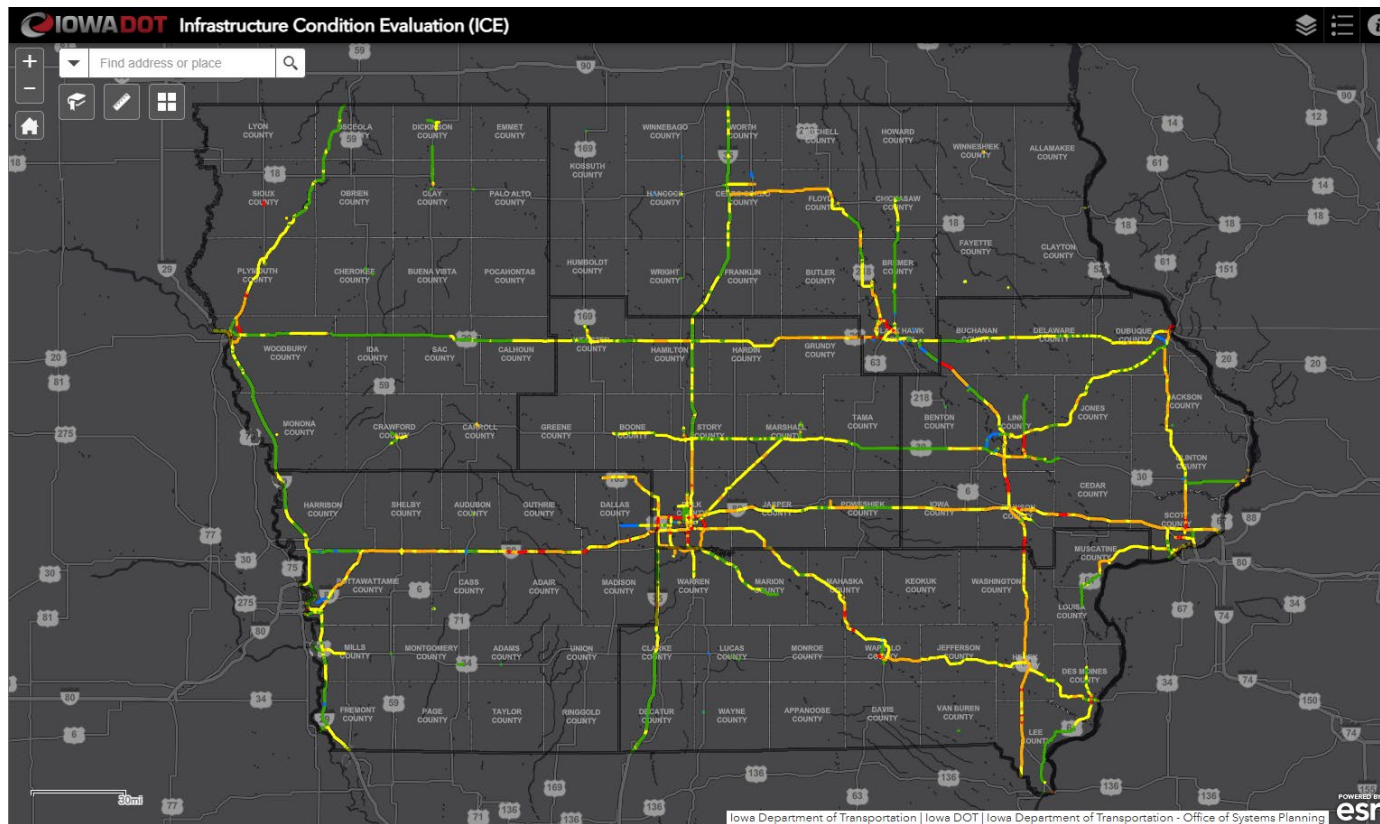 IOWADOT Infrastructure Condition Evaluation (ICE)
Find address or place
LYON COUNTY
OSCEOLA COUNTY
DICKINSON COUNTY
EMMET COUNTY
WINNEBAGO COUNTY
WORTH COUNTY
HOWARD COUNTY
WINNESHIEK COUNTY
ALLAMAKEE COUNTY
KOSSUTH COUNTY
SIOUX COUNTY
OBRIEN COUNTY
CLAY COUNTY
PALO ALTO COUNTY
HANCOCK COUNTY
FLOYD COUNTY
CHICKASAW COUNTY
FAYETTE COUNTY
CLAYTON COUNTY
PLYMOUTH COUNTY
CHEROKEE COUNTY
BUENA VISTA COUNTY
POCAHONTAS COUNTY
HUMBOLDT COUNTY
WRIGHT COUNTY
FRANKLIN COUNTY
BUTLER COUNTY
BREMER COUNTY
WOODBURY COUNTY
IDA COUNTY
SAC COUNTY
CALHOUN COUNTY
HAMILTON COUNTY
HARDIN COUNTY
GRUNDY COUNTY
BLACK HAWK
BUCHANAN COUNTY
DELAWARE COUNTY
DUBUQUE COUNTY
MONONA COUNTY
CRAWFORD COUNTY
CARROLL COUNTY
GREENE COUNTY
BOONE COUNTY
STORY COUNTY
MARSHALL COUNTY
TAMA COUNTY
BENTON COUNTY
LINN COUNTY
JONES COUNTY
JACKSON COUNTY
CLINTON COUNTY
HARRISON COUNTY
SHELBY COUNTY
AUDUBON COUNTY
GUTHRIE COUNTY
DALLAS COUNTY
JASPER COUNTY
POWESHIEK COUNTY
IOWA COUNTY
CEDAR COUNTY
MUSCATINE COUNTY
POTTAWATTAMIE COUNTY
CASS COUNTY
ADAIR COUNTY
MADISON COUNTY
WARREN COUNTY
MARION COUNTY
MAHASKA COUNTY
KEOKUK COUNTY
WASHINGTON COUNTY
LOUISA COUNTY
MILLS COUNTY
MONTGOMERY COUNTY
ADAMS COUNTY
UNION COUNTY
CLARKE COUNTY
LUCAS COUNTY
MONROE COUNTY
WAPELLO COUNTY
JEFFERSON COUNTY
DES MOINES COUNTY
FREMONT COUNTY
PAGE COUNTY
TAYLOR COUNTY
RINGGOLD COUNTY
DECATUR COUNTY
WAYNE COUNTY
APPANOOSE COUNTY
DAVIS COUNTY
VAN BUREN COUNTY
LEE COUNTY
30mi
Iowa Department of Transportation | Iowa DOT | Iowa Department of Transportation - Office of Systems Planning
POWERED BY
esri